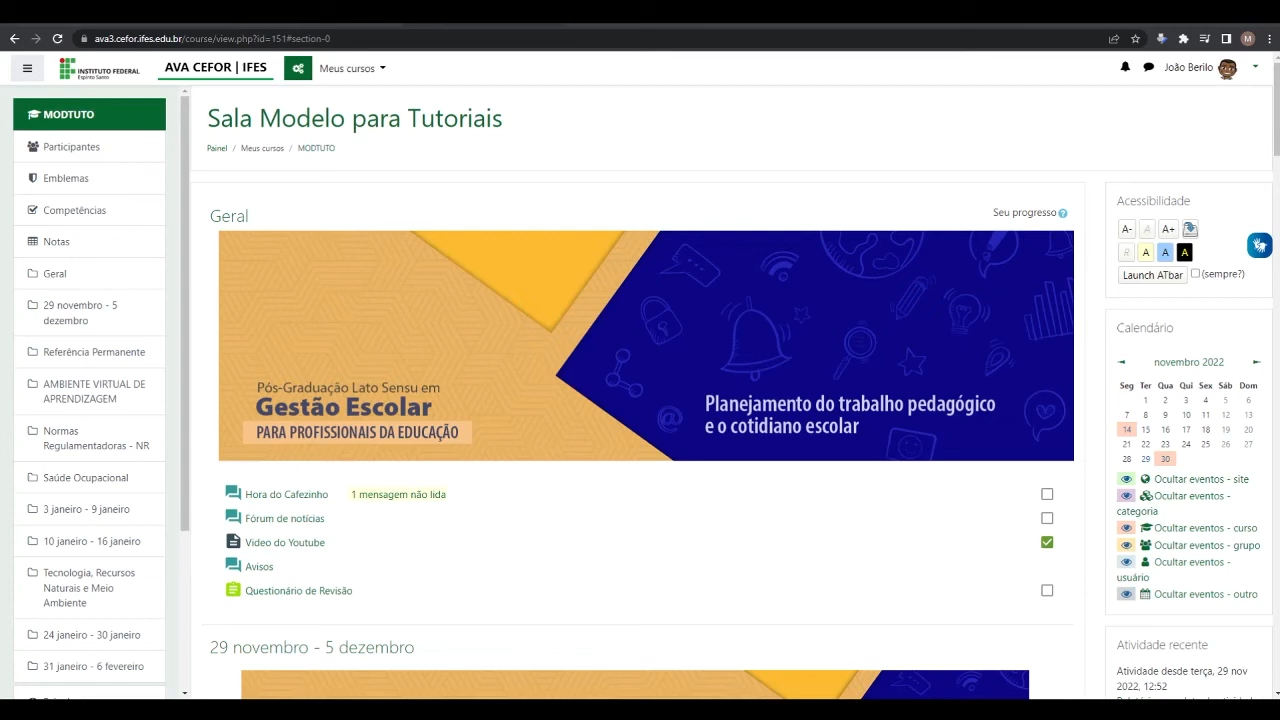 ava3.cefor.ifes.edu.br/course/view.php?id=151#section-0
M
INSTITUTO FEDERAL
Espírito Santo
AVA CEFOR | IFES
Meus cursos
João Berilo
MODTUTO
Participantes
Emblemas
Competências
Notas
Geral
29 novembro - 5
dezembro
Referência Permanente
AMBIENTE VIRTUAL DE
APRENDIZAGEM
Normas
Regulamentadoras - NR
Saúde Ocupacional
3 janeiro - 9 janeiro
10 janeiro - 16 janeiro
Tecnologia, Recursos
Naturais e Meio
Ambiente
24 janeiro - 30 janeiro
31 janeiro - 6 fevereiro
Sala Modelo para Tutoriais
Painel / Meus cursos / MODTUTO
Geral
Seu progresso
Pós-Graduação Lato Sensu em
Gestão Escolar
PARA PROFISSIONAIS DA EDUCAÇÃO
Planejamento do trabalho pedagógico
e o cotidiano escolar
Hora do Cafezinho 1 mensagem não lida
Fórum de notícias
Video do Youtube
Avisos
Questionário de Revisão
29 novembro - 5 dezembro
Acessibilidade
A- A A+
R A A A
Launch ATbar (sempre?)
Calendário
◄ novembro 2022 ►
Seg Ter Qua Qui Sex Sáb Dom
1 2 3 4 5 6
7 8 9 10 11 12 13
14 15 16 17 18 19 20
21 22 23 24 25 26 27
28 29 30
Ocultar eventos - site
Ocultar eventos -
categoria
Ocultar eventos - curso
Ocultar eventos - grupo
Ocultar eventos -
usuário
Ocultar eventos - outro
Atividade recente
Atividade desde terça, 29 nov
2022, 12:52